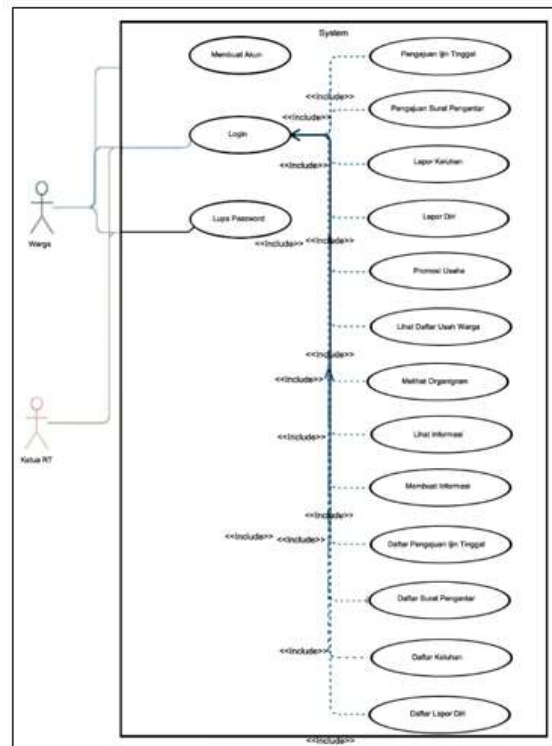 System
Membuat Akun
Pengajuan Ijin Tinggal
<<Include>>
Pengajuan Surat Pengantar
<<Include>>
Login
Lapor Keluhan
<<Include>>
Warga
Lupa Password
Lapor Diri
<<Include>>
<<Include>>
Promosi Usaha
Lihat Daftar Usah Warga
<<Include>>
<<Include>>
Melihat Organigram
Ketua RT
Lihat Informasi
<<Include>>
Membuat Informasi
<<Include>>
<<Include>>
<<Include>>
Daftar Pengajuan Ijin Tinggal
Daftar Surat Pengantar
<<Include>>
Daftar Keluhan
Daftar Lapor Diri
<<Include>>